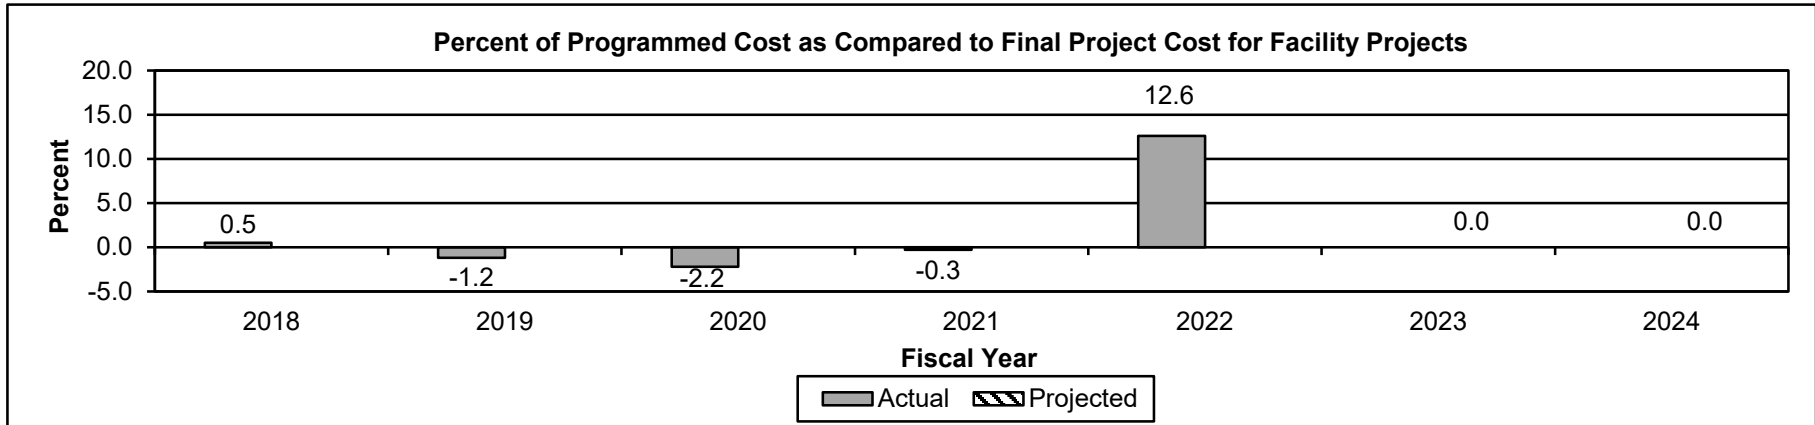 Percent of Programmed Cost as Compared to Final Project Cost for Facility Projects
20.0
15.0
10.0
5.0
0.0
-5.0
Percent
0.5
-1.2
-2.2
-0.3
12.6
0.0
0.0
2018 2019 2020 2021 2022 2023 2024
Fiscal Year
Actual Projected